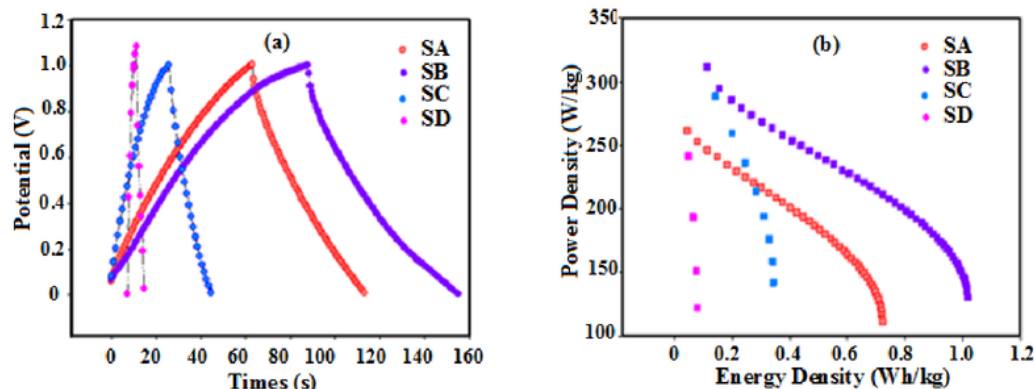 1.2
1.0
0.8
0.6
0.4
0.2
0
Potential (V)
(a)
SA
SB
SC
SD
0 20 40 60 80 100 120 140 160
Times (s)
350
300
250
200
150
100
Power Density (W/kg)
(b)
SA
SB
SC
SD
0 0.2 0.4 0.6 0.8 1.0 1.2
Energy Density (Wh/kg)